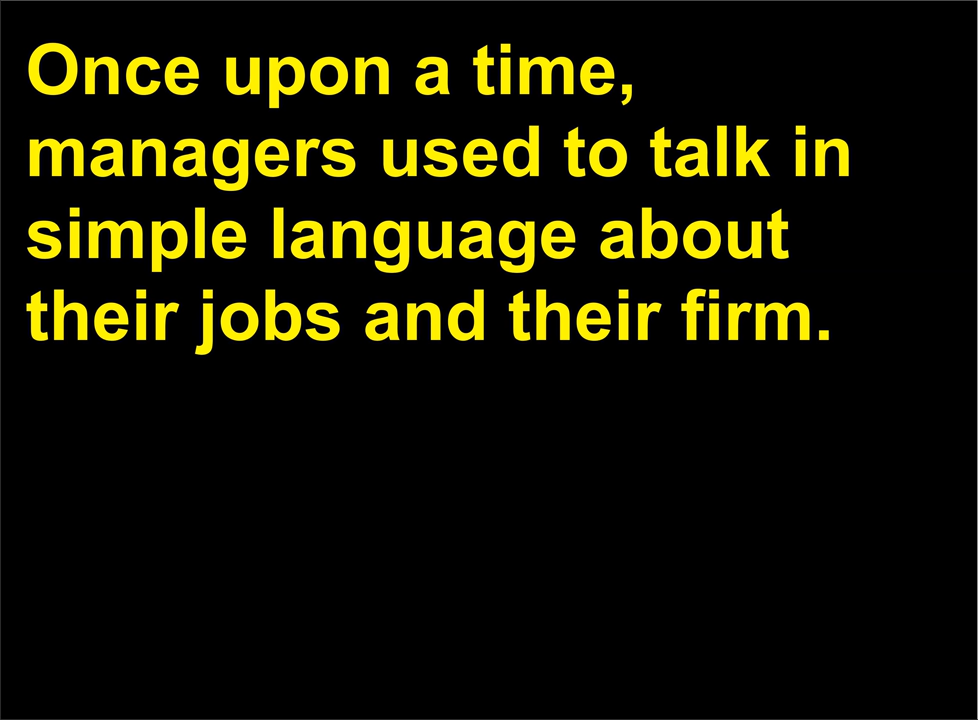 Once upon a time,
managers used to talk in
simple language about
their jobs and their firm.